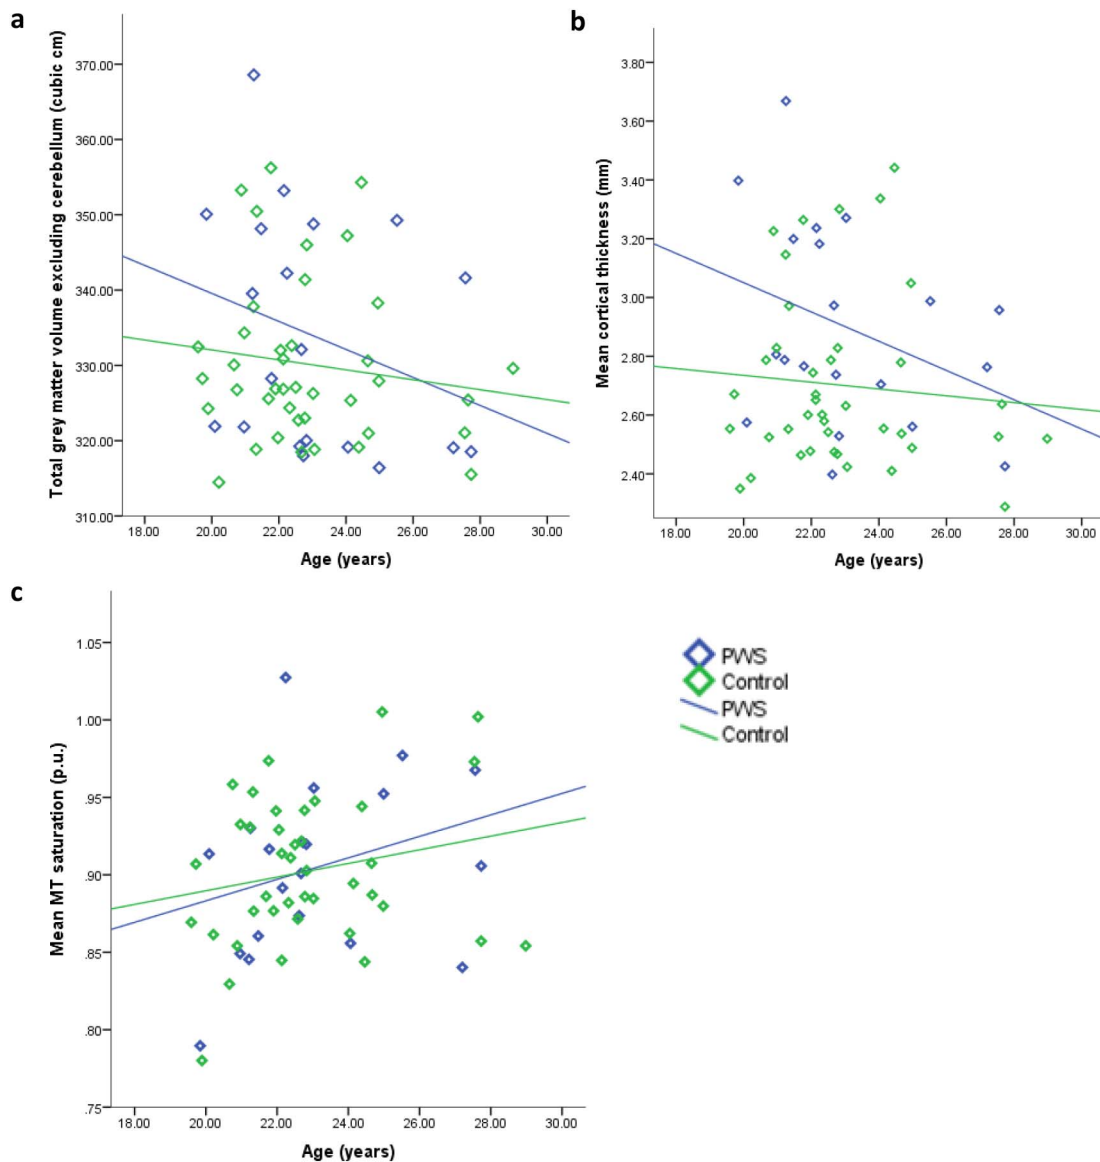 a
Total grey matter volume excluding cerebellum (cubic cm)
370.00
360.00
350.00
340.00
330.00
320.00
310.00
18.00 20.00 22.00 24.00 26.00 28.00 30.00
Age (years)
b
Mean cortical thickness (mm)
3.80
3.60
3.40
3.20
3.00
2.80
2.60
2.40
18.00 20.00 22.00 24.00 26.00 28.00 30.00
Age (years)
c
Mean MT saturation (p.u.)
1.05
1.00
.95
.90
.85
.80
.75
18.00 20.00 22.00 24.00 26.00 28.00 30.00
Age (years)
PWS
Control
PWS
Control